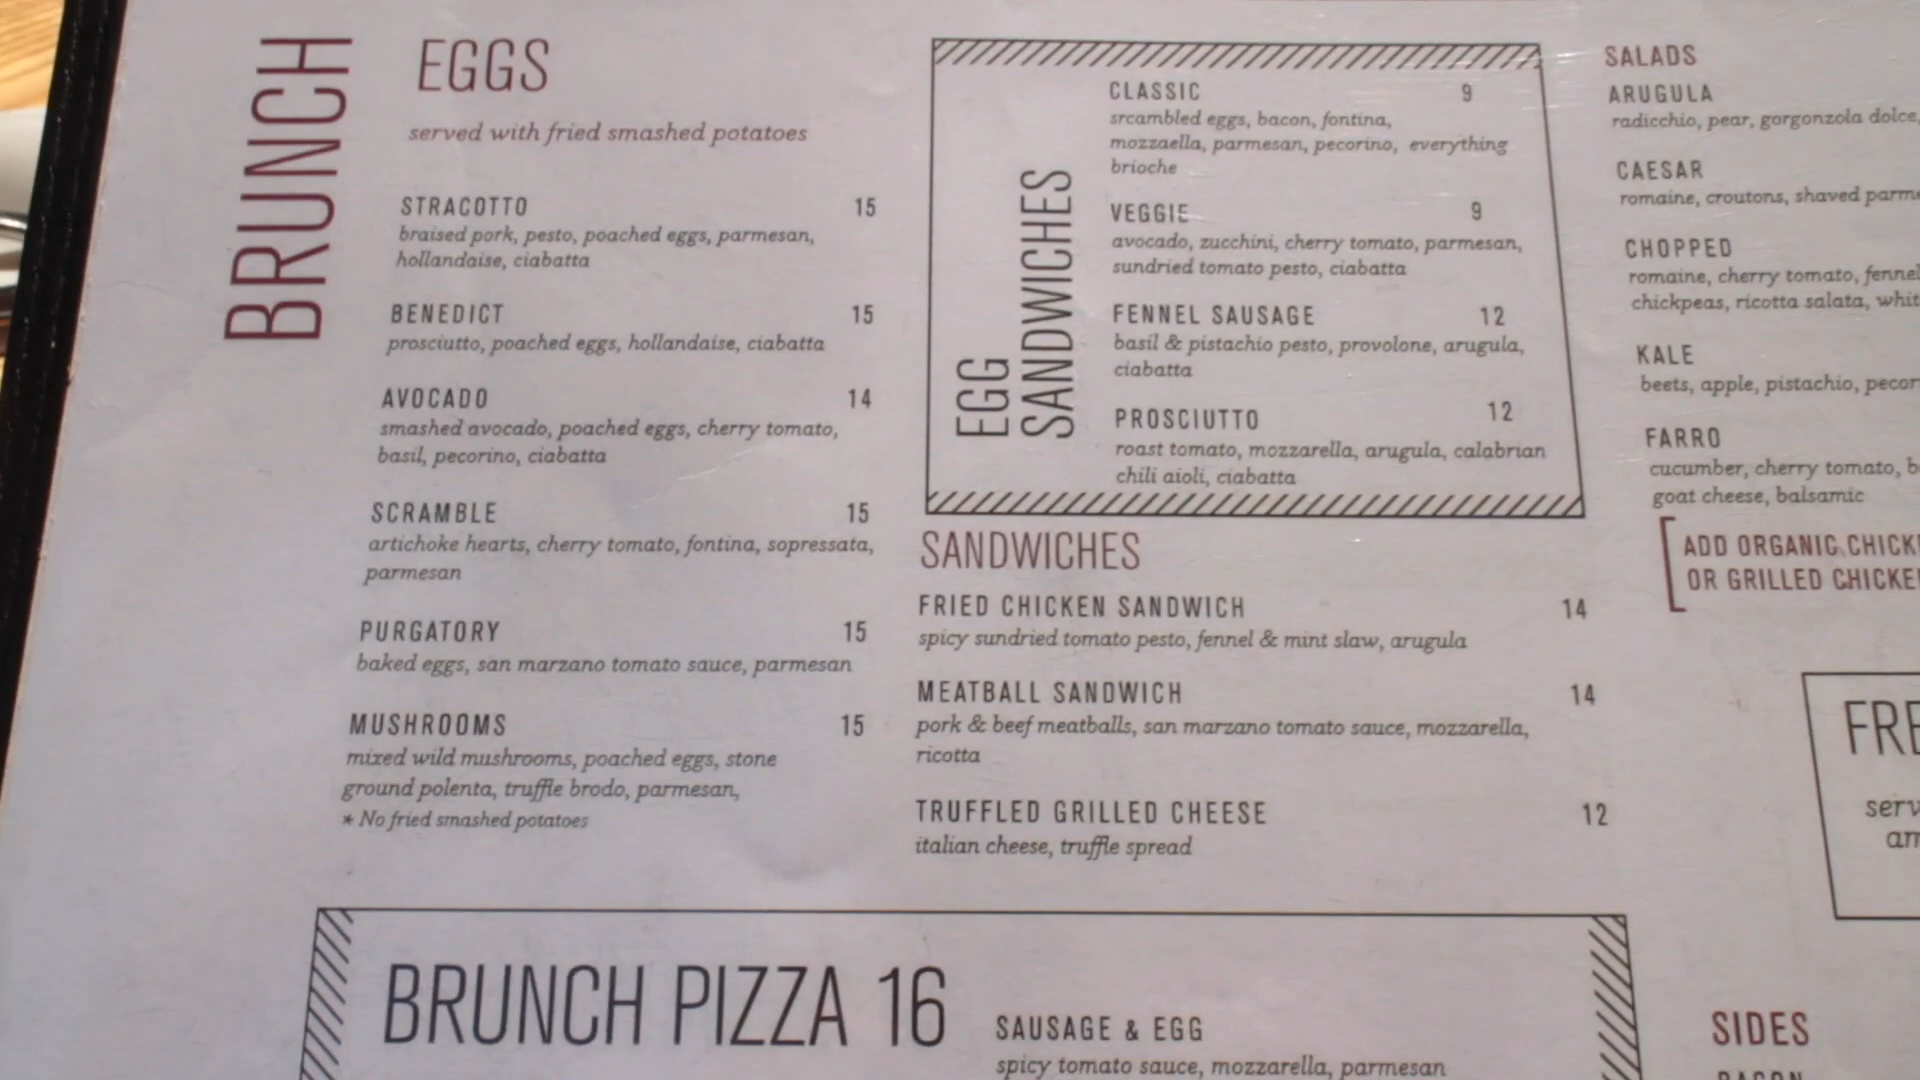 BRUNCH
EGGS
served with fried smashed potatoes
STRACOTTO 15
braised pork, pesto, poached eggs, parmesan,
hollandaise, ciabatta
BENEDICT 15
prosciutto, poached eggs, hollandaise, ciabatta
AVOCADO 14
smashed avocado, poached eggs, cherry tomato,
basil, pecorino, ciabatta
SCRAMBLE 15
artichoke hearts, cherry tomato, fontina, sopressata,
parmesan
PURGATORY 15
baked eggs, san marzano tomato sauce, parmesan
MUSHROOMS 15
mixed wild mushrooms, poached eggs, stone
ground polenta, truffle brodo, parmesan,
* No fried smashed potatoes
EGG
SANDWICHES
CLASSIC 9
srcambled eggs, bacon, fontina,
mozzaella, parmesan, pecorino, everything
brioche
VEGGIE 9
avocado, zucchini, cherry tomato, parmesan,
sundried tomato pesto, ciabatta
FENNEL SAUSAGE 12
basil & pistachio pesto, provolone, arugula,
ciabatta
PROSCIUTTO 12
roast tomato, mozzarella, arugula, calabrian
chili aioli, ciabatta
SANDWICHES
FRIED CHICKEN SANDWICH 14
spicy sundried tomato pesto, fennel & mint slaw, arugula
MEATBALL SANDWICH 14
pork & beef meatballs, san marzano tomato sauce, mozzarella,
ricotta
TRUFFLED GRILLED CHEESE 12
italian cheese, truffle spread
SALADS
ARUGULA
radicchio, pear, gorgonzola dolce,
CAESAR
romaine, croutons, shaved
CHOPPED
romaine, cherry tomato, fennel
chickpeas, ricotta salata,
KALE
beets, apple, pistachio,
FARRO
cucumber, cherry tomato,
goat cheese, balsamic
ADD ORGANIC
OR GRILLED
BRUNCH PIZZA 16
SAUSAGE & EGG
spicy tomato sauce, mozzarella, parmesan
SIDES
BACON